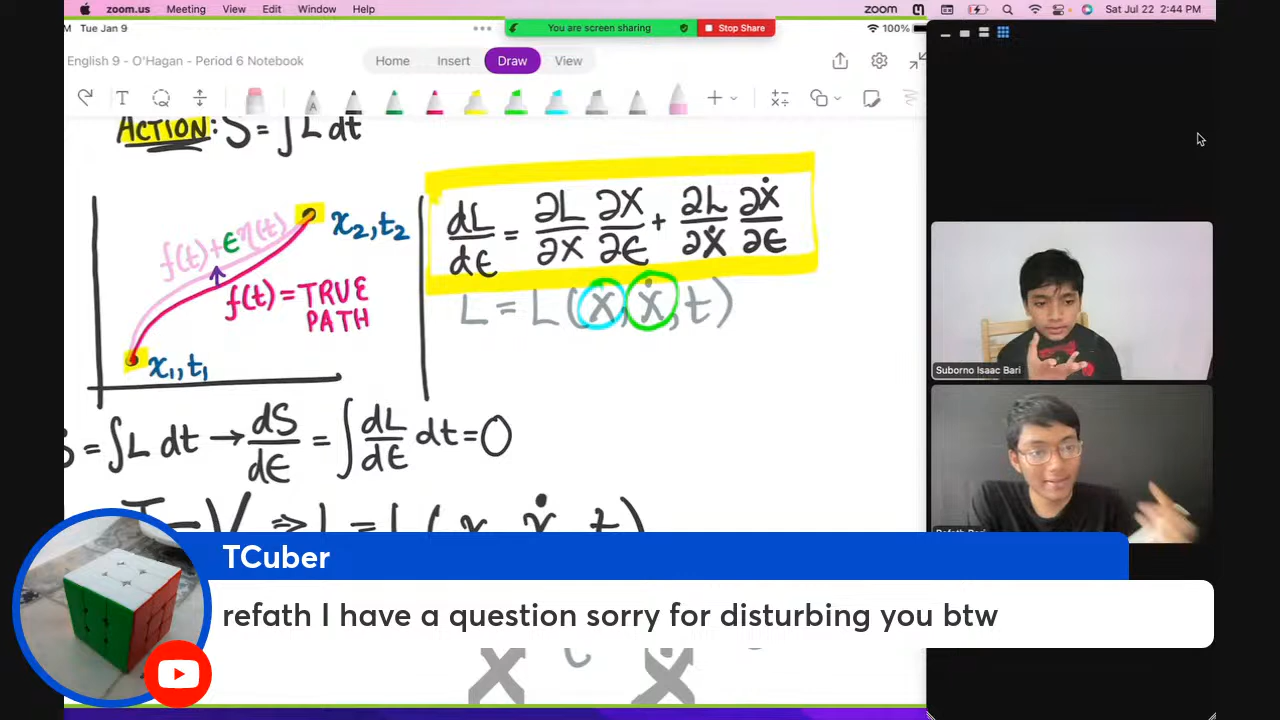 zoom.us Meeting View Edit Window Help
zoom
Sat Jul 22 2:44 PM
Tue Jan 9
You are screen sharing
Stop Share
100%
English 9 - O'Hagan - Period 6 Notebook
Home Insert Draw View
ACTION: S = ∫ L dt
x₂, t₂
f(t) + ϵη(t)
f(t) = TRUE
PATH
x₁, t₁
dL/dϵ = ∂L/∂x ∂x/∂ϵ + ∂L/∂ẋ ∂ẋ/∂ϵ
L = L(x, ẋ, t)
S = ∫ L dt → dS/dϵ = ∫ dL/dϵ dt = 0
T - V ⇒ L = L(x, ẋ, t)
Suborno Isaac Bari
Refath Bari
TCuber
refath I have a question sorry for disturbing you btw